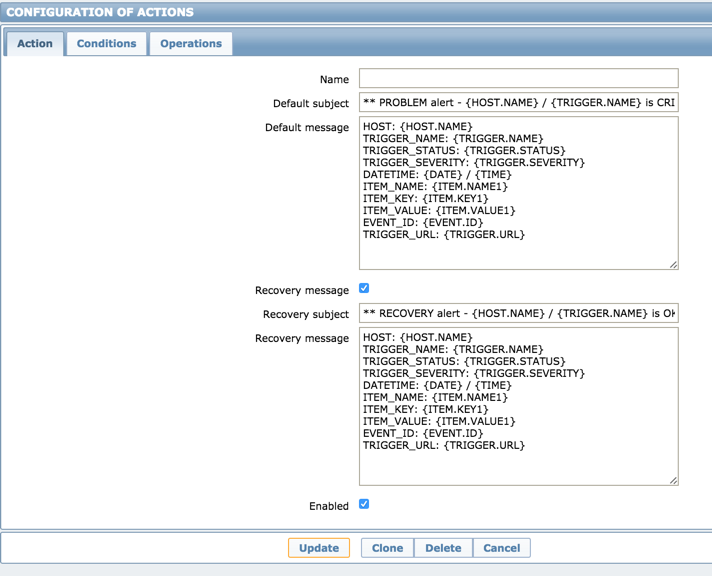 CONFIGURATION OF ACTIONS
Action Conditions Operations
Name
Default subject ** PROBLEM alert - {HOST.NAME} / {TRIGGER.NAME} is CRI
Default message
HOST: {HOST.NAME}
TRIGGER_NAME: {TRIGGER.NAME}
TRIGGER_STATUS: {TRIGGER.STATUS}
TRIGGER_SEVERITY: {TRIGGER.SEVERITY}
DATETIME: {DATE} / {TIME}
ITEM_NAME: {ITEM.NAME1}
ITEM_KEY: {ITEM.KEY1}
ITEM_VALUE: {ITEM.VALUE1}
EVENT_ID: {EVENT.ID}
TRIGGER_URL: {TRIGGER.URL}
Recovery message
Recovery subject ** RECOVERY alert - {HOST.NAME} / {TRIGGER.NAME} is OK
Recovery message
HOST: {HOST.NAME}
TRIGGER_NAME: {TRIGGER.NAME}
TRIGGER_STATUS: {TRIGGER.STATUS}
TRIGGER_SEVERITY: {TRIGGER.SEVERITY}
DATETIME: {DATE} / {TIME}
ITEM_NAME: {ITEM.NAME1}
ITEM_KEY: {ITEM.KEY1}
ITEM_VALUE: {ITEM.VALUE1}
EVENT_ID: {EVENT.ID}
TRIGGER_URL: {TRIGGER.URL}
Enabled
Update Clone Delete Cancel